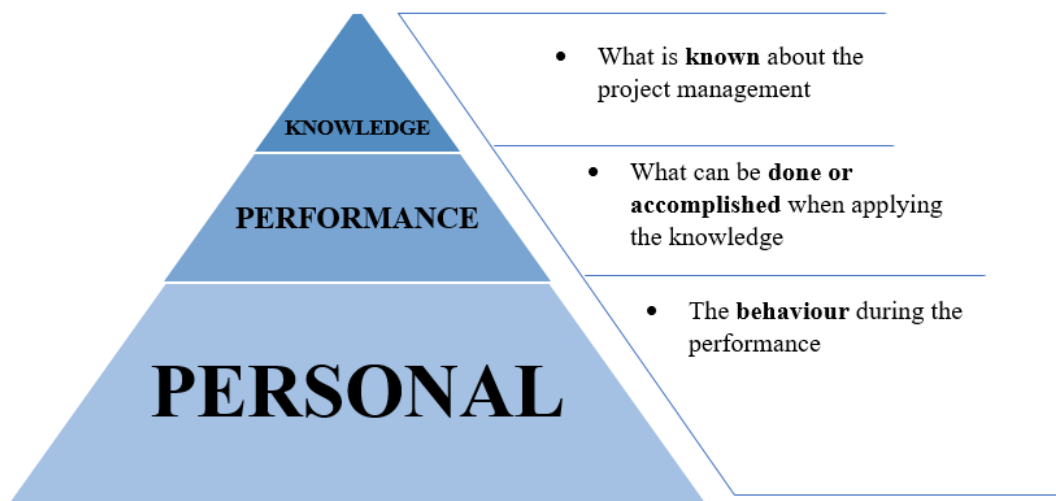 KNOWLEDGE
• What is known about the
project management
PERFORMANCE
• What can be done or
accomplished when applying
the knowledge
PERSONAL
• The behaviour during the
performance